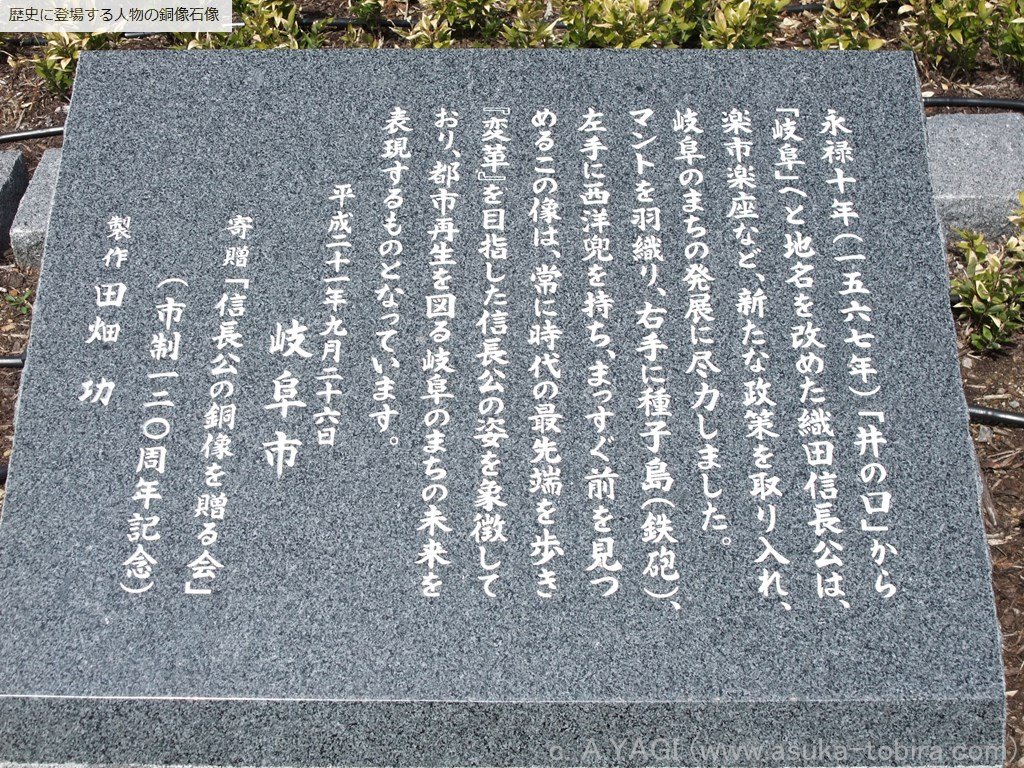 歴史に登場する人物の銅像石像
永禄十年(一五六七年)「井の口」から
「岐阜」へと地名を改めた織田信長公は、
楽市楽座など、新たな政策を取り入れ、
岐阜のまちの発展に尽力しました。
マントを羽織り、右手に種子島(鉄砲)、
左手に西洋兜を持ち、まっすぐ前を見つ
めるこの像は、常に時代の最先端を歩き
『変革』を目指した信長公の姿を象徴して
おり、都市再生を図る岐阜のまちの未来を
表現するものとなっています。
平成二十一年九月二十六日
岐阜市
寄贈「信長公の銅像を贈る会」
(市制一二〇周年記念)
製作 田畑 功
© A.YAGI (www.asuka-tobira.com)